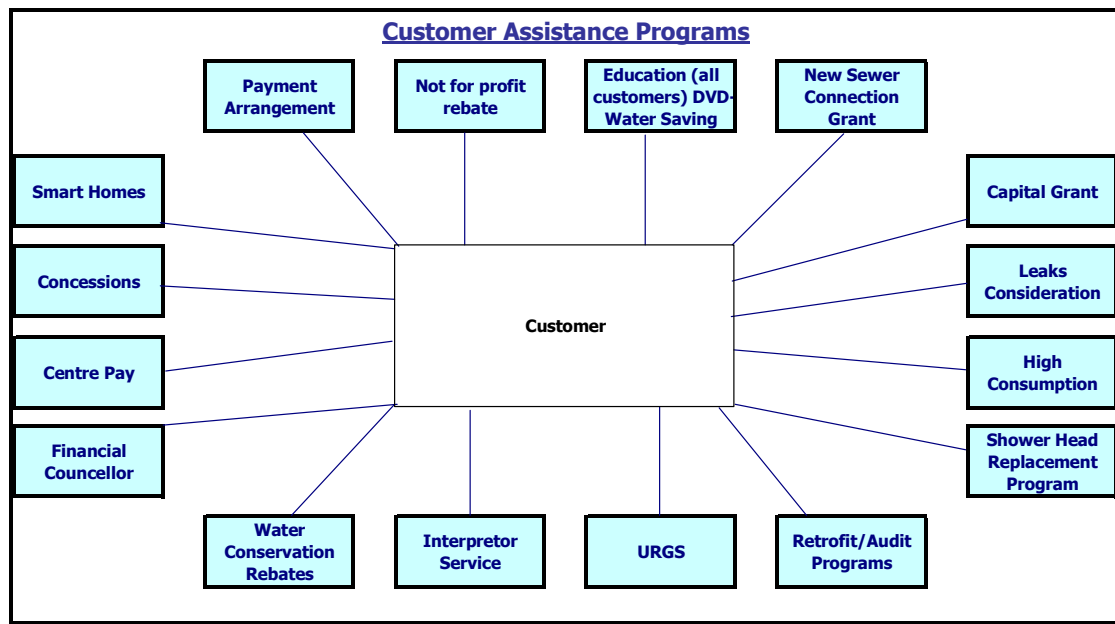 Customer Assistance Programs
Payment
Arrangement
Not for profit
rebate
Education (all
customers) DVD-
Water Saving
New Sewer
Connection
Grant
Smart Homes
Capital Grant
Concessions
Leaks
Consideration
Customer
Centre Pay
High
Consumption
Financial
Councellor
Shower Head
Replacement
Program
Water
Conservation
Rebates
Interpretor
Service
URGS
Retrofit/Audit
Programs